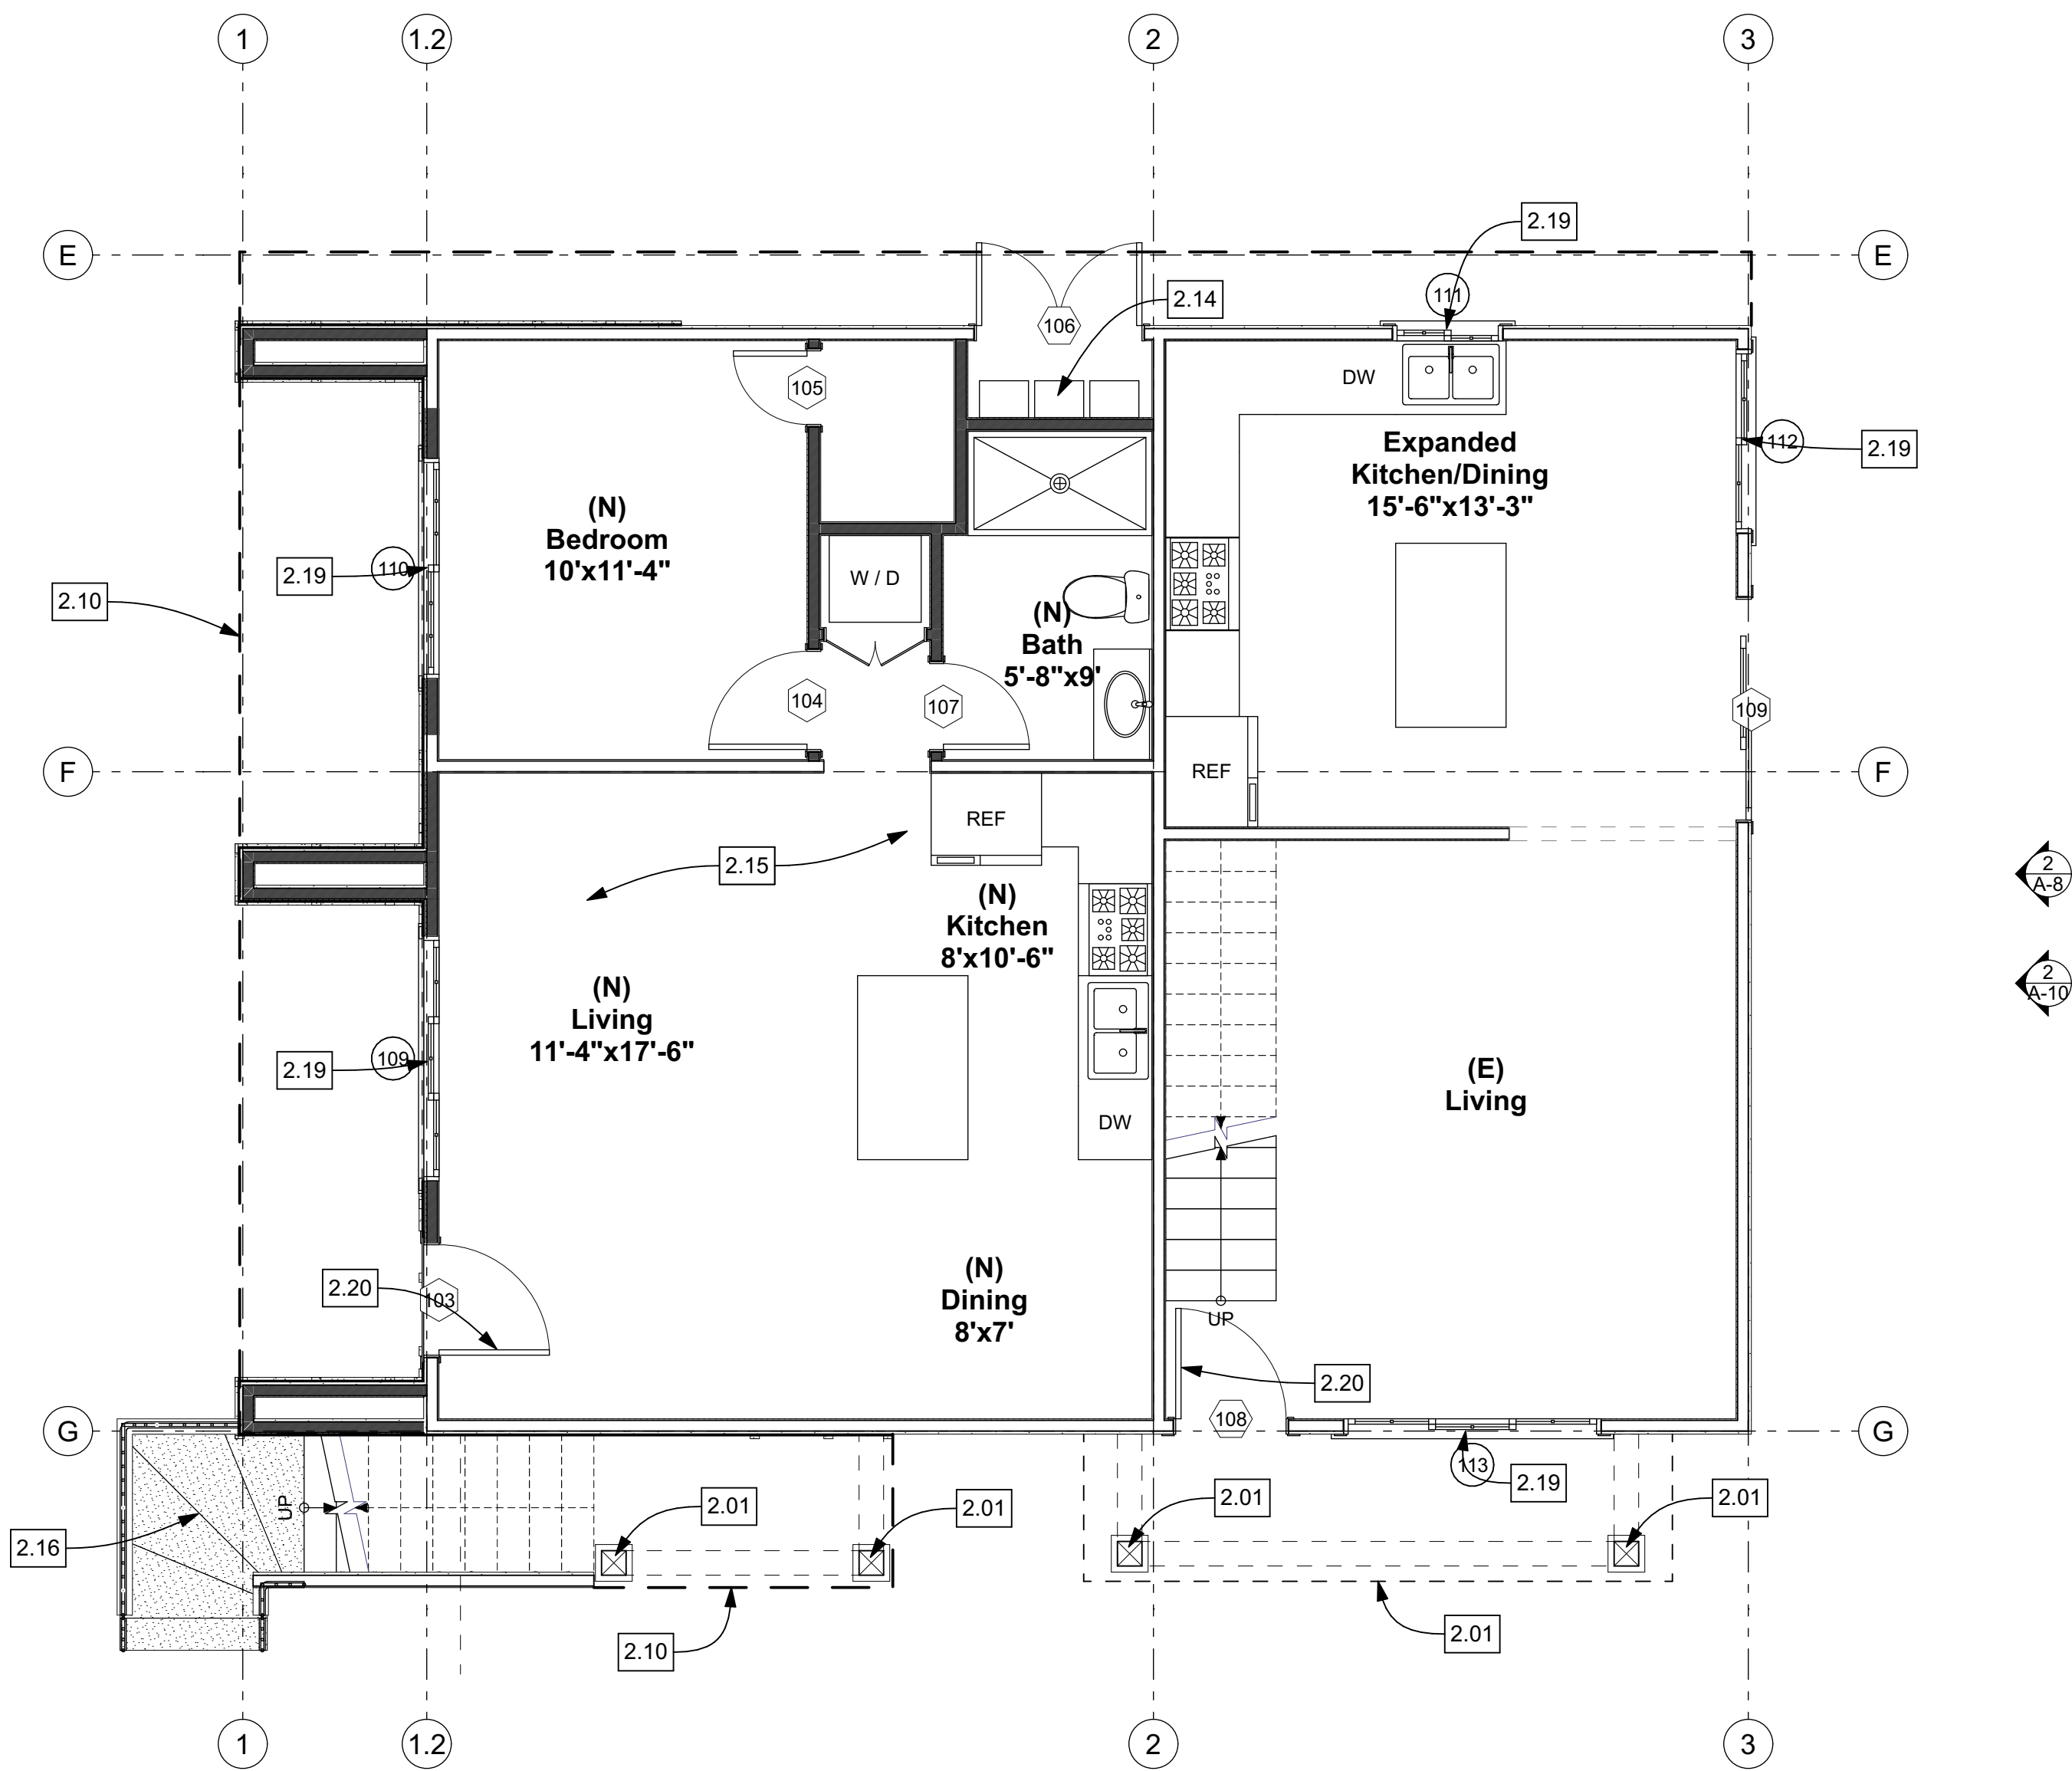 1
1.2
2
3
2.19
E
E
111
2.14
106
DW
105
Expanded
Kitchen/Dining
15'-6"x13'-3"
112
2.19
(N)
Bedroom
10'x11'-4"
2.19
110
W / D
2.10
(N)
Bath
5'-8"x9'
104
107
109
F
REF
F
REF
2.15
2
A-8
(N)
Kitchen
8'x10'-6"
2
A-10
(N)
Living
11'-4"x17'-6"
2.19
109
(E)
Living
DW
(N)
Dining
8'x7'
2.20
103
UP
2.20
108
G
G
113
2.19
UP
2.01
2.01
2.01
2.01
2.16
2.10
2.01
1
1.2
2
3